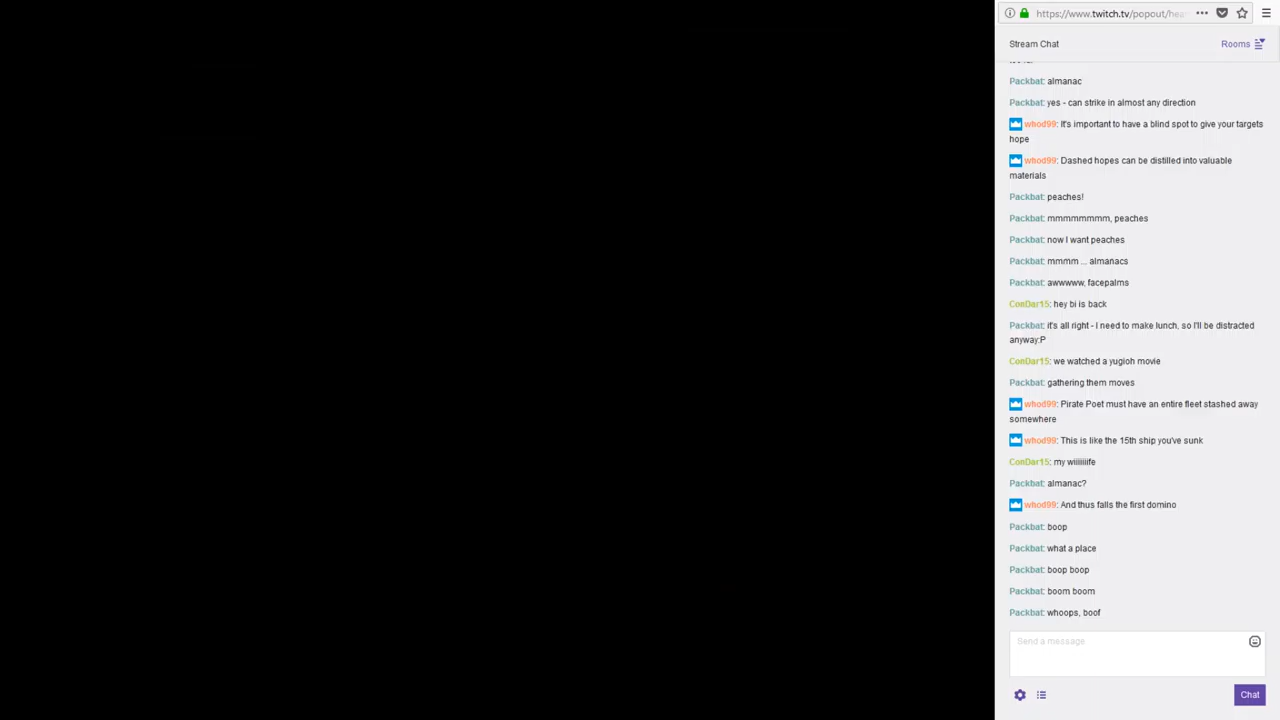 https://www.twitch.tv/popout/hea
Stream Chat
Rooms
Packbat: almanac
Packbat: yes - can strike in almost any direction
whod99: It's important to have a blind spot to give your targets
hope
whod99: Dashed hopes can be distilled into valuable
materials
Packbat: peaches!
Packbat: mmmmmmmm, peaches
Packbat: now I want peaches
Packbat: mmmm ... almanacs
Packbat: awwwww, facepalms
ConDar15: hey bi is back
Packbat: it's all right - I need to make lunch, so I'll be distracted
anyway:P
ConDar15: we watched a yugioh movie
Packbat: gathering them moves
whod99: Pirate Poet must have an entire fleet stashed away
somewhere
whod99: This is like the 15th ship you've sunk
ConDar15: my wiiiiiiife
Packbat: almanac?
whod99: And thus falls the first domino
Packbat: boop
Packbat: what a place
Packbat: boop boop
Packbat: boom boom
Packbat: whoops, boof
Send a message
Chat